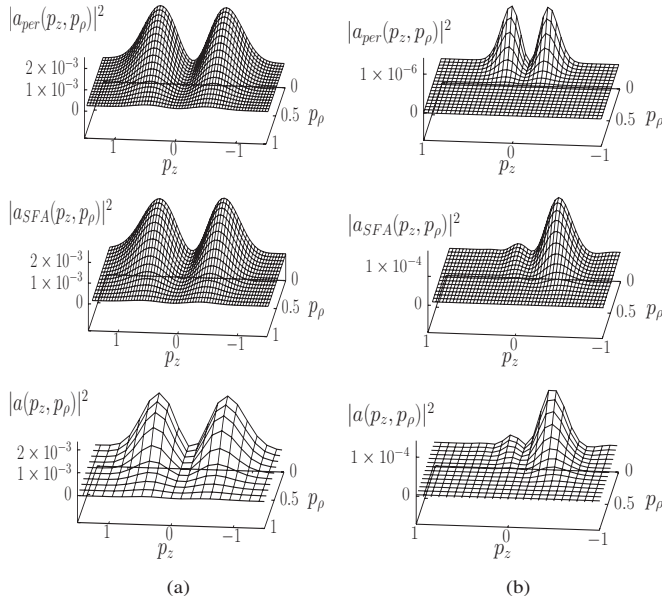 |a_{per}(p_z, p_ρ)|²
2 × 10⁻³
1 × 10⁻³
0
1
0
−1
p_z
0
0.5
1
p_ρ
|a_{SFA}(p_z, p_ρ)|²
2 × 10⁻³
1 × 10⁻³
0
1
0
−1
p_z
0
0.5
1
p_ρ
|a(p_z, p_ρ)|²
2 × 10⁻³
1 × 10⁻³
0
1
0
−1
p_z
0
0.5
1
p_ρ
(a)
|a_{per}(p_z, p_ρ)|²
1 × 10⁻⁶
0
1
0
−1
p_z
0
0.5
1
p_ρ
|a_{SFA}(p_z, p_ρ)|²
1 × 10⁻⁴
0
1
0
−1
p_z
0
0.5
1
p_ρ
|a(p_z, p_ρ)|²
1 × 10⁻⁴
0
1
0
−1
p_z
0
0.5
1
p_ρ
(b)